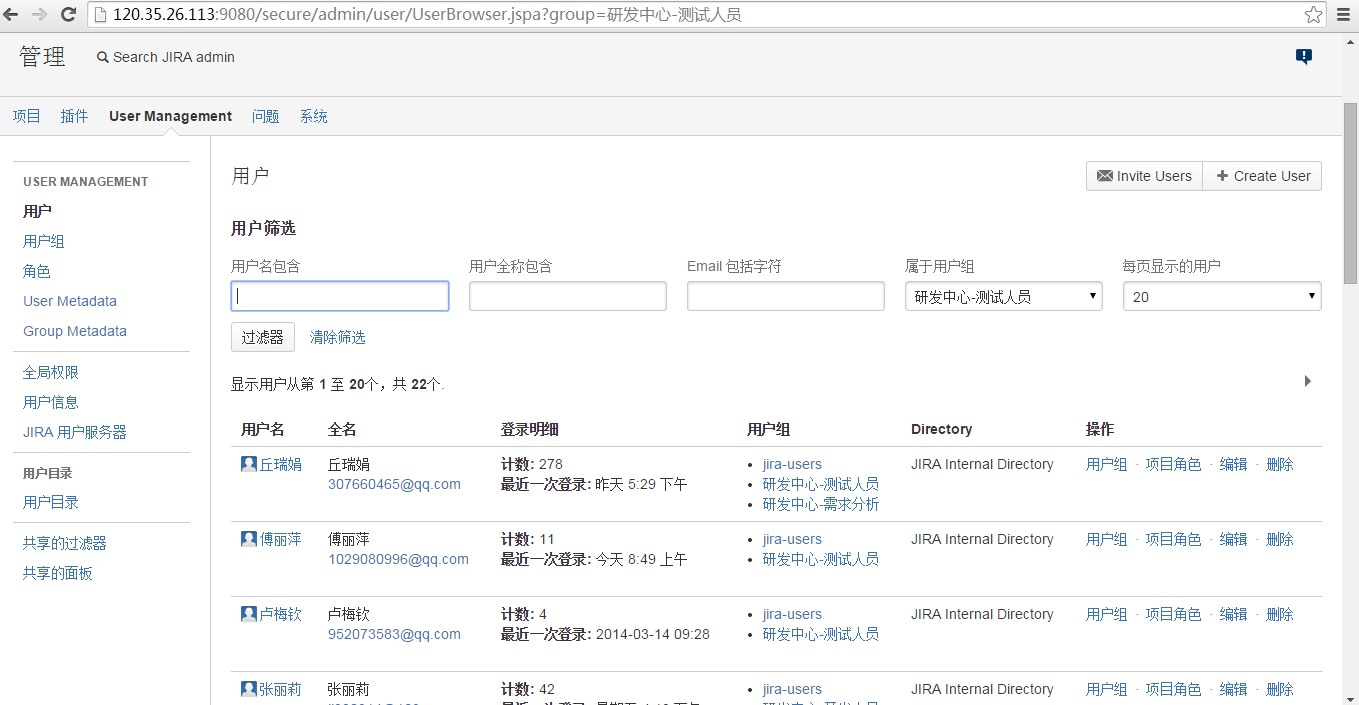 120.35.26.113:9080/secure/admin/user/UserBrowser.jspa?group=研发中心-测试人员
管理 Search JIRA admin
项目 插件 User Management 问题 系统
USER MANAGEMENT
用户
用户组
角色
User Metadata
Group Metadata
全局权限
用户信息
JIRA 用户服务器
用户目录
用户目录
共享的过滤器
共享的面板
用户 Invite Users Create User
用户筛选
用户名包含 用户全称包含 Email 包括字符 属于用户组 每页显示的用户
研发中心-测试人员 20
过滤器 清除筛选
显示用户从第 1 至 20个，共 22个.
用户名 全名 登录明细 用户组 Directory 操作
丘瑞娟 丘瑞娟 计数: 278 • jira-users JIRA Internal Directory 用户组 · 项目角色 · 编辑 · 删除
307660465@qq.com 最近一次登录: 昨天 5:29 下午 • 研发中心-测试人员
• 研发中心-需求分析
傅丽萍 傅丽萍 计数: 11 • jira-users JIRA Internal Directory 用户组 · 项目角色 · 编辑 · 删除
1029080996@qq.com 最近一次登录: 今天 8:49 上午 • 研发中心-测试人员
卢梅钦 卢梅钦 计数: 4 • jira-users JIRA Internal Directory 用户组 · 项目角色 · 编辑 · 删除
952073583@qq.com 最近一次登录: 2014-03-14 09:28 • 研发中心-测试人员
张丽莉 张丽莉 计数: 42 • jira-users JIRA Internal Directory 用户组 · 项目角色 · 编辑 · 删除